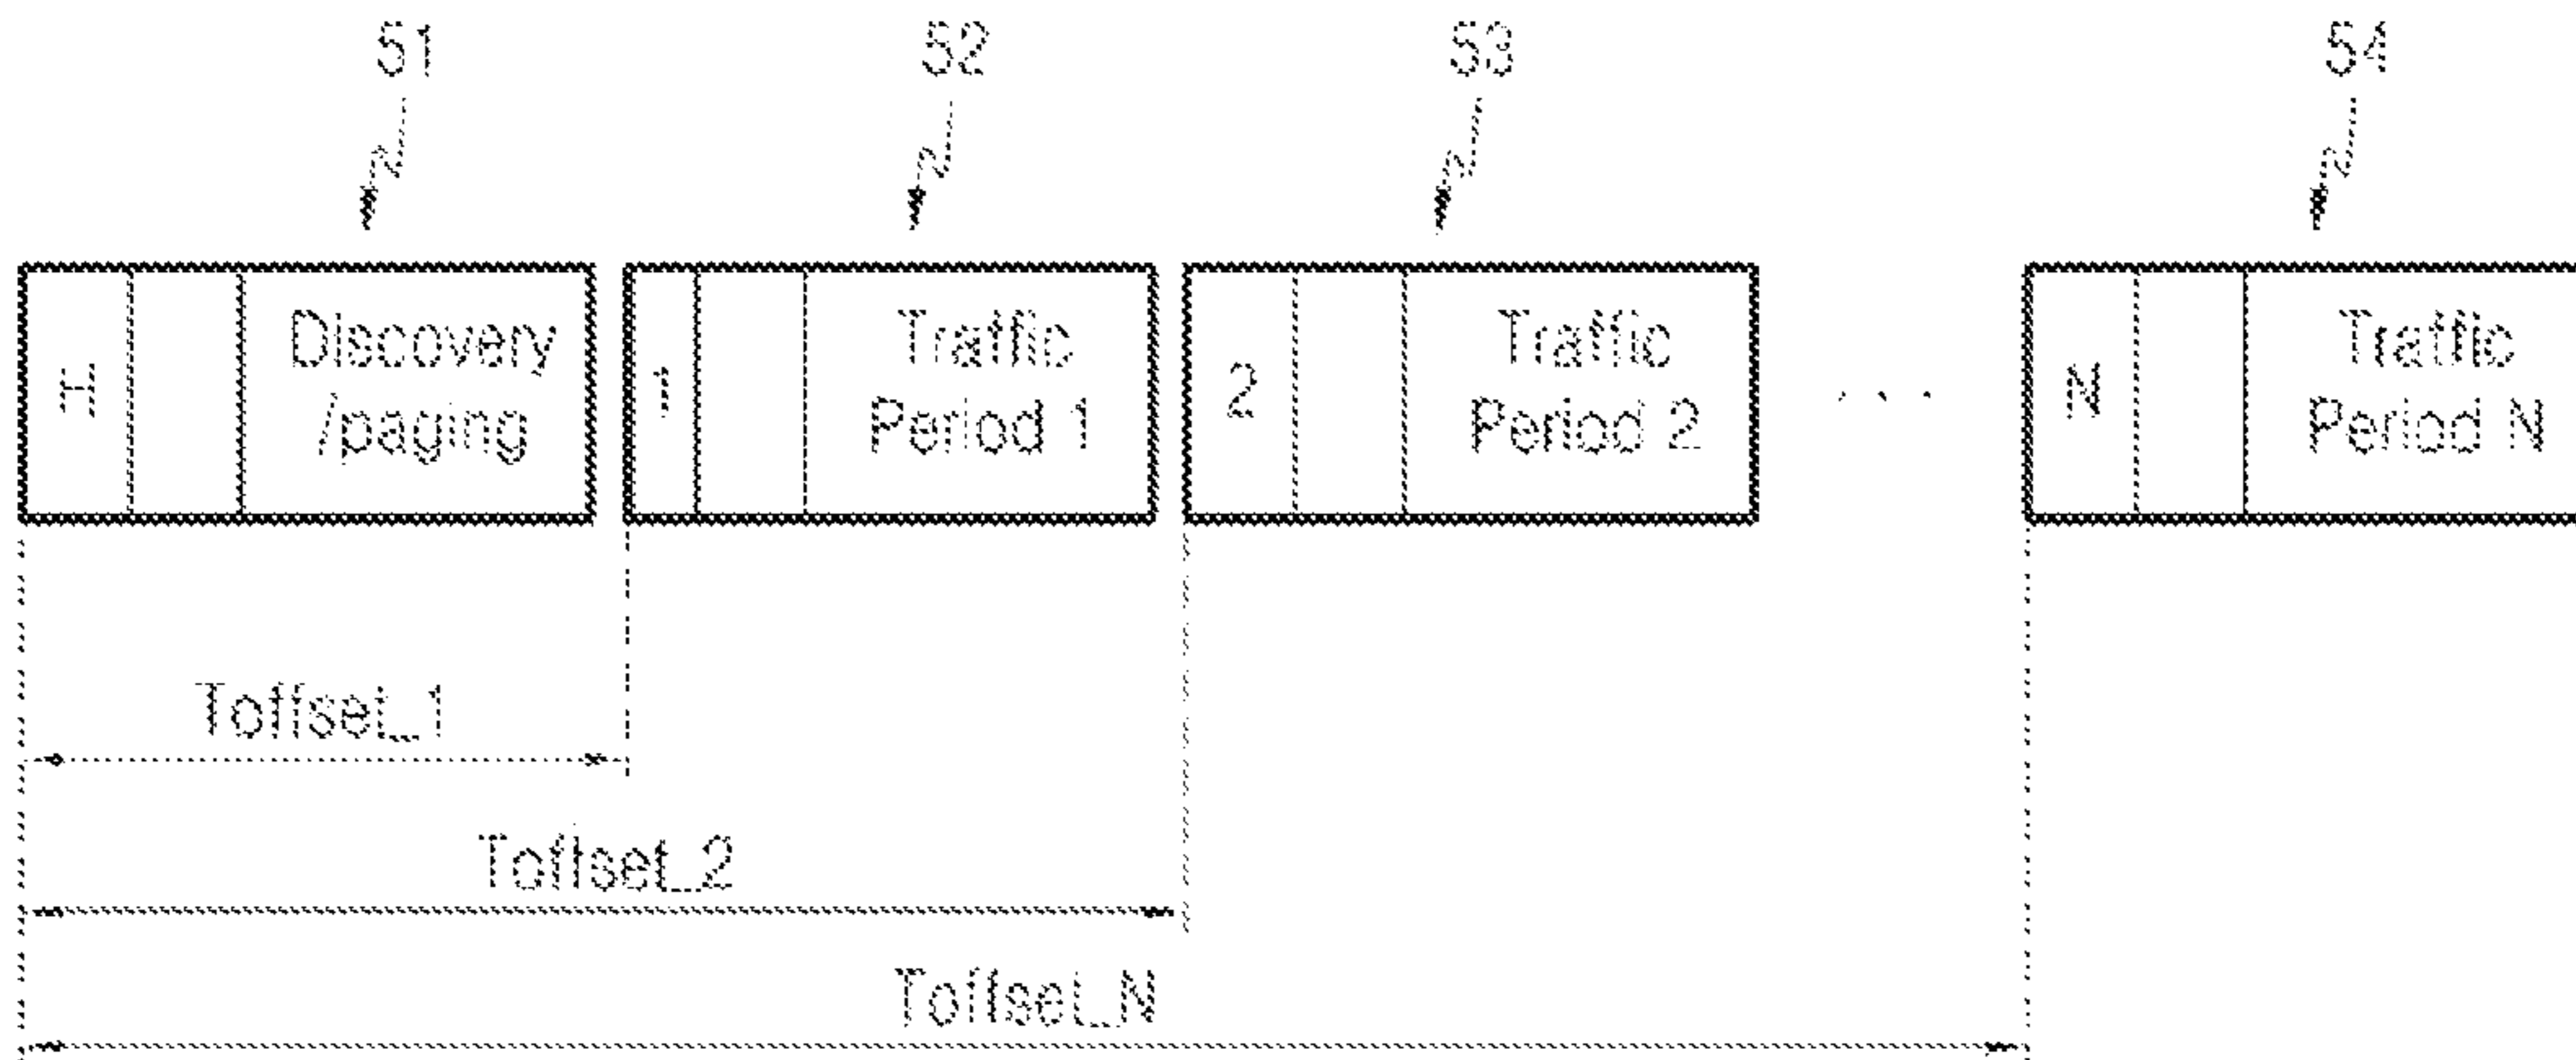 51 52 53 54
H Discovery 1 Traffic 2 Traffic ... N Traffic
/paging Period 1 Period 2 Period N
Toffset_1
Toffset_2
Toffset_N